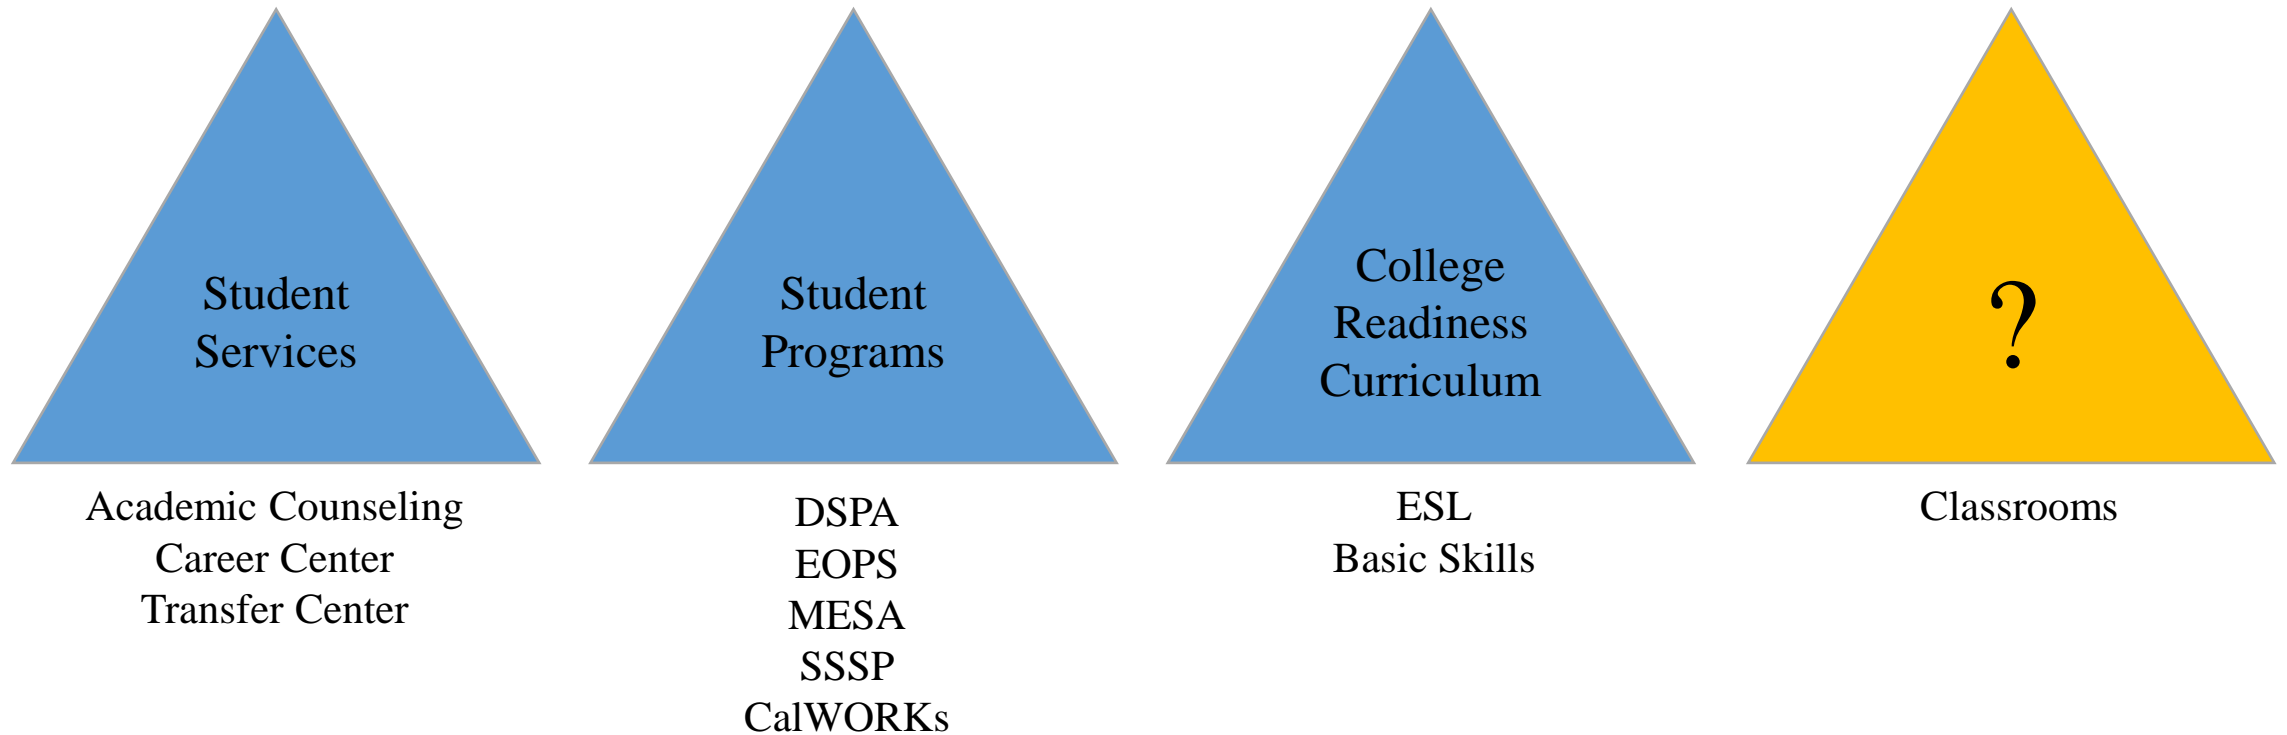 Student
Services
Student
Programs
College
Readiness
Curriculum
?
Academic Counseling
Career Center
Transfer Center
DSPA
EOPS
MESA
SSSP
CalWORKs
ESL
Basic Skills
Classrooms